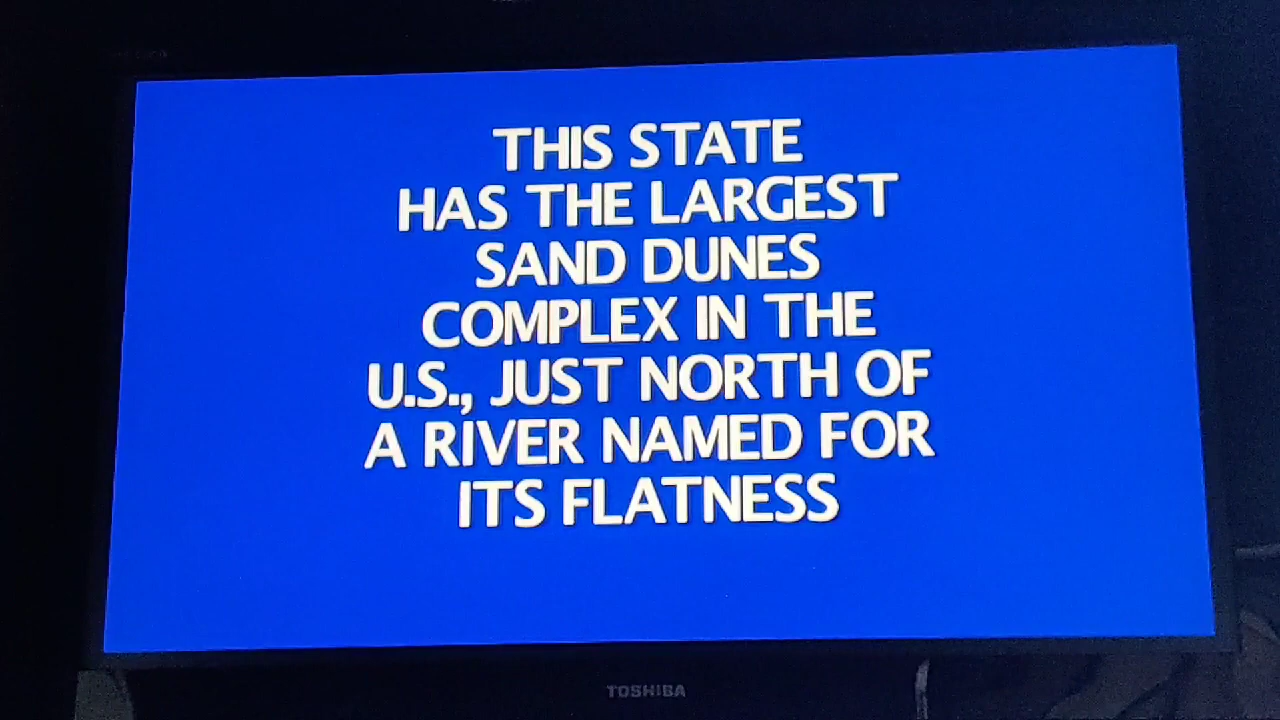 THIS STATE
HAS THE LARGEST
SAND DUNES
COMPLEX IN THE
U.S., JUST NORTH OF
A RIVER NAMED FOR
ITS FLATNESS
TOSHIBA